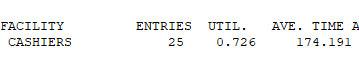 FACILITY ENTRIES UTIL. AVE. TIME A
CASHIERS 25 0.726 174.191